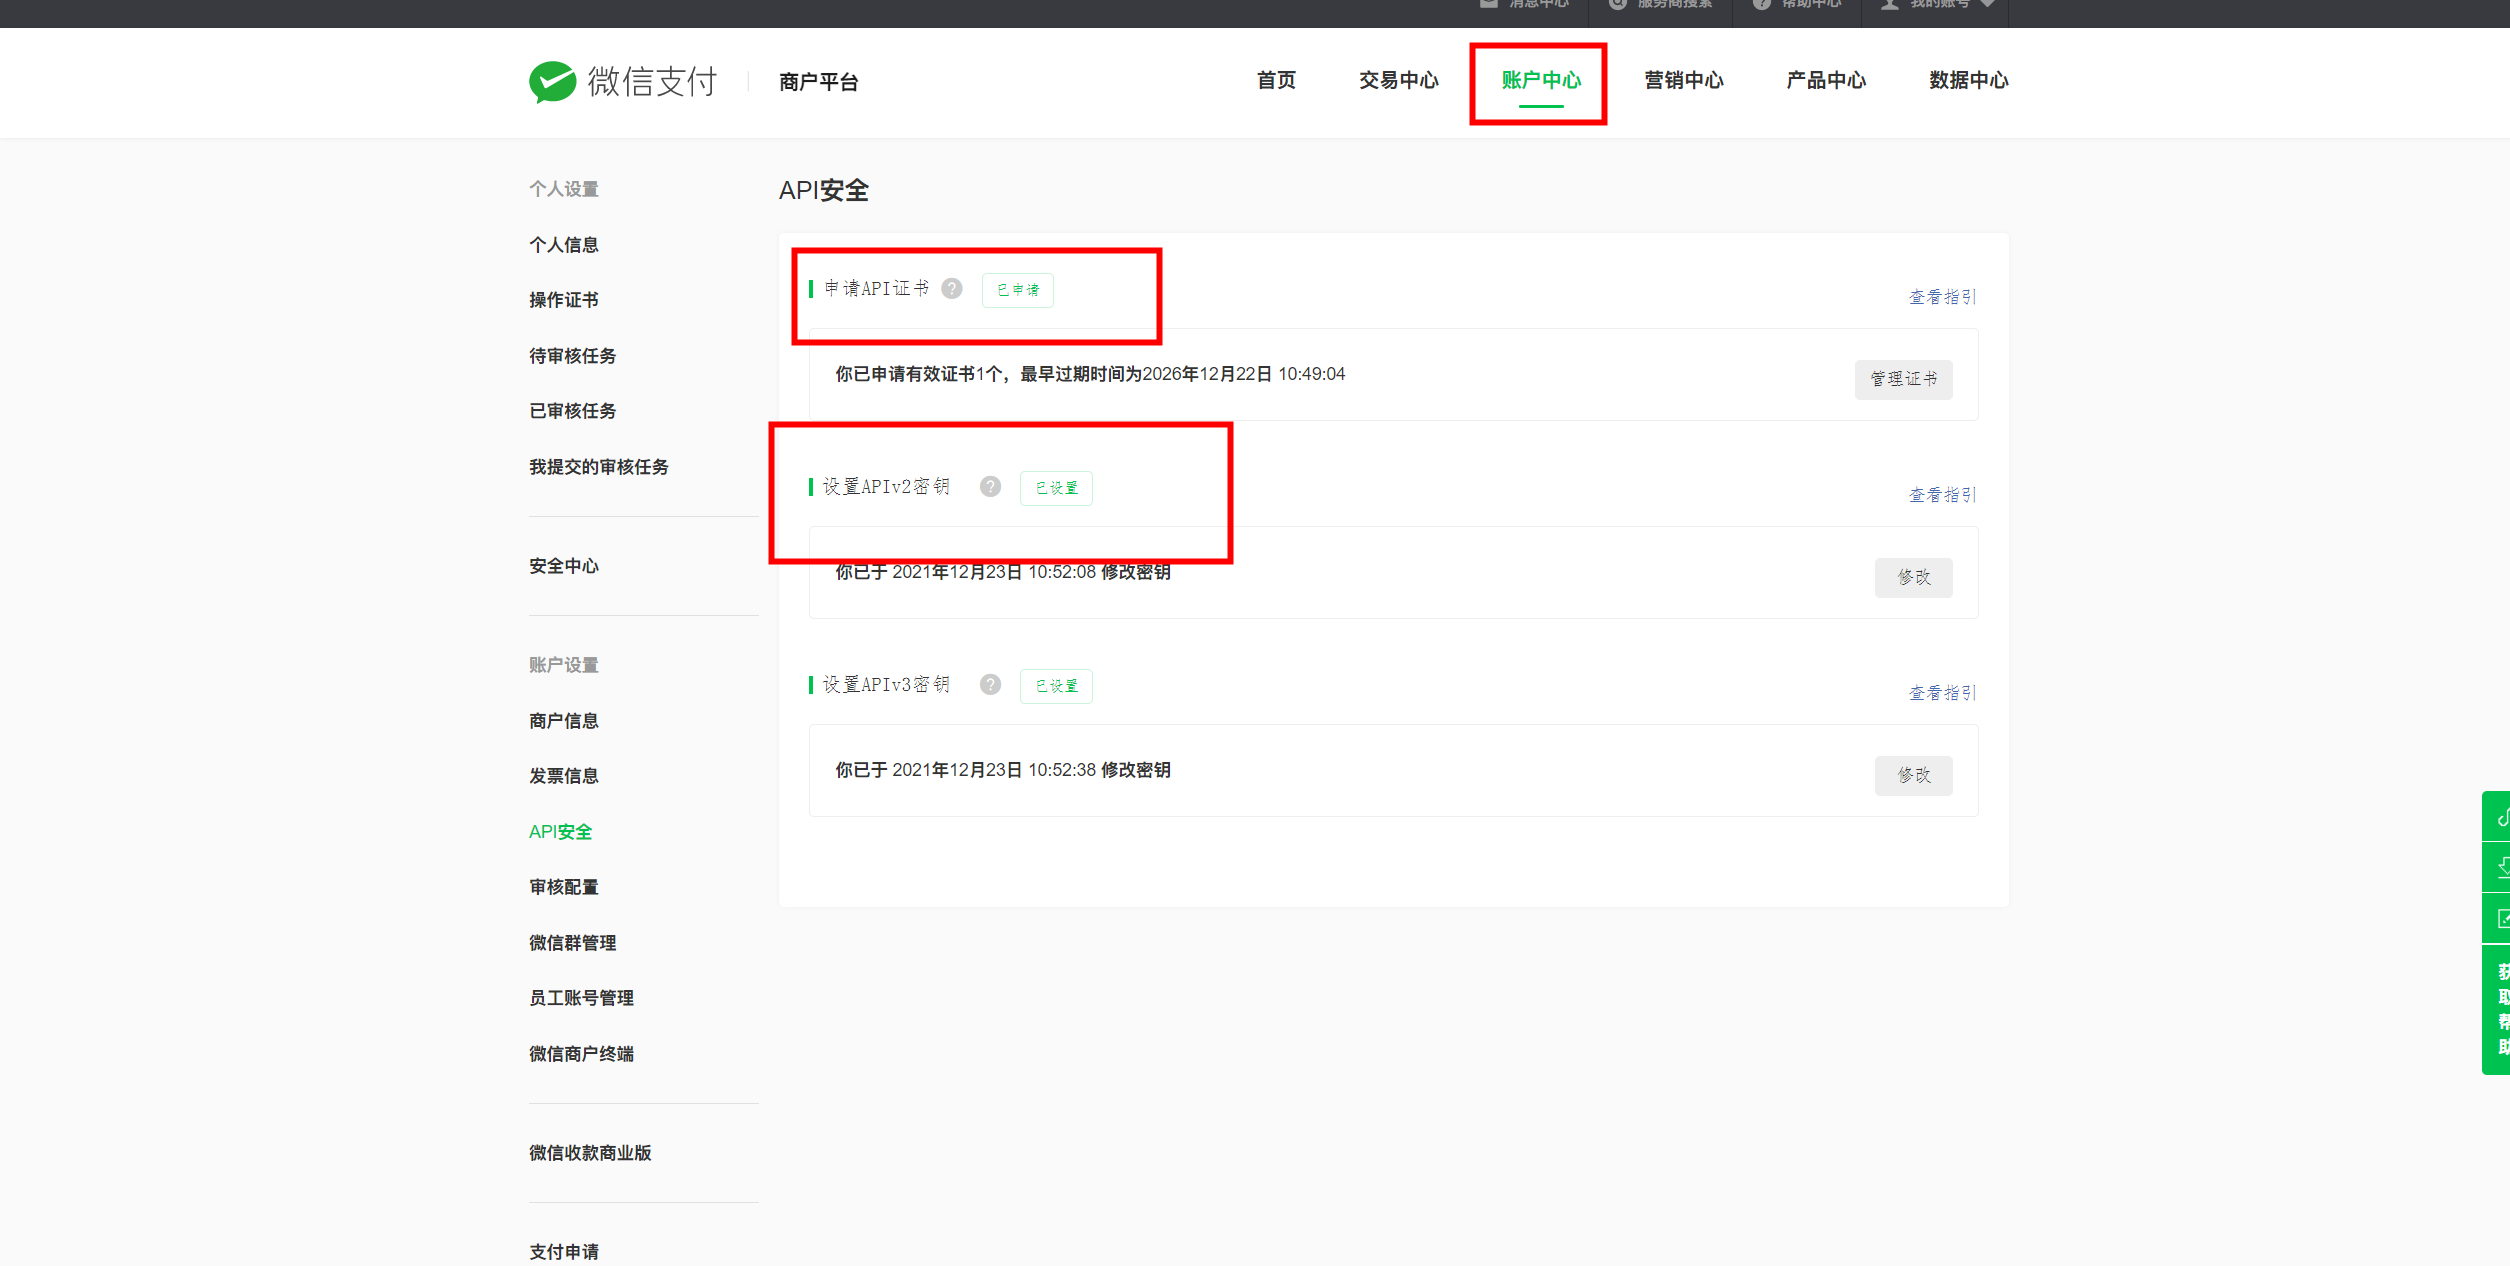 消息中心 服务商搜索 帮助中心 我的账号
微信支付 商户平台 首页 交易中心 账户中心 营销中心 产品中心 数据中心
个人设置
个人信息
操作证书
待审核任务
已审核任务
我提交的审核任务
安全中心
账户设置
商户信息
发票信息
API安全
审核配置
微信群管理
员工账号管理
微信商户终端
微信收款商业版
支付申请
API安全
申请API证书 ? 已申请 查看指引
你已申请有效证书1个，最早过期时间为2026年12月22日 10:49:04 管理证书
设置APIv2密钥 ? 已设置 查看指引
你已于 2021年12月23日 10:52:08 修改密钥 修改
设置APIv3密钥 ? 已设置 查看指引
你已于 2021年12月23日 10:52:38 修改密钥 修改
获取帮助